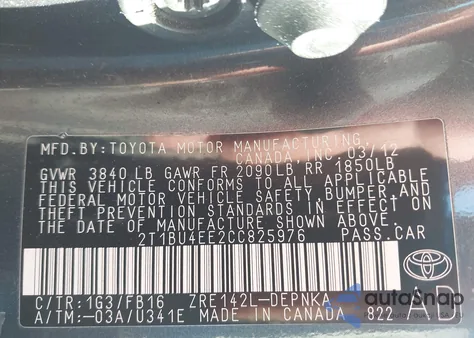 MFD.BY:TOYOTA MOTOR MANUFACTURING
CANADA, INC. 03/12
GVWR 3840 LB GAWR FR 2090LB RR 1850LB
THIS VEHICLE CONFORMS TO ALL APPLICABLE
FEDERAL MOTOR VEHICLE SAFETY, BUMPER, AND
THEFT PREVENTION STANDARDS IN EFFECT ON
THE DATE OF MANUFACTURE SHOWN ABOVE.
2T1BU4EE2CC825976 PASS.CAR
C/TR:1G3/FB16 ZRE142L-DEPNKA
A/TM:-03A/U341E MADE IN CANADA 822
autosnap